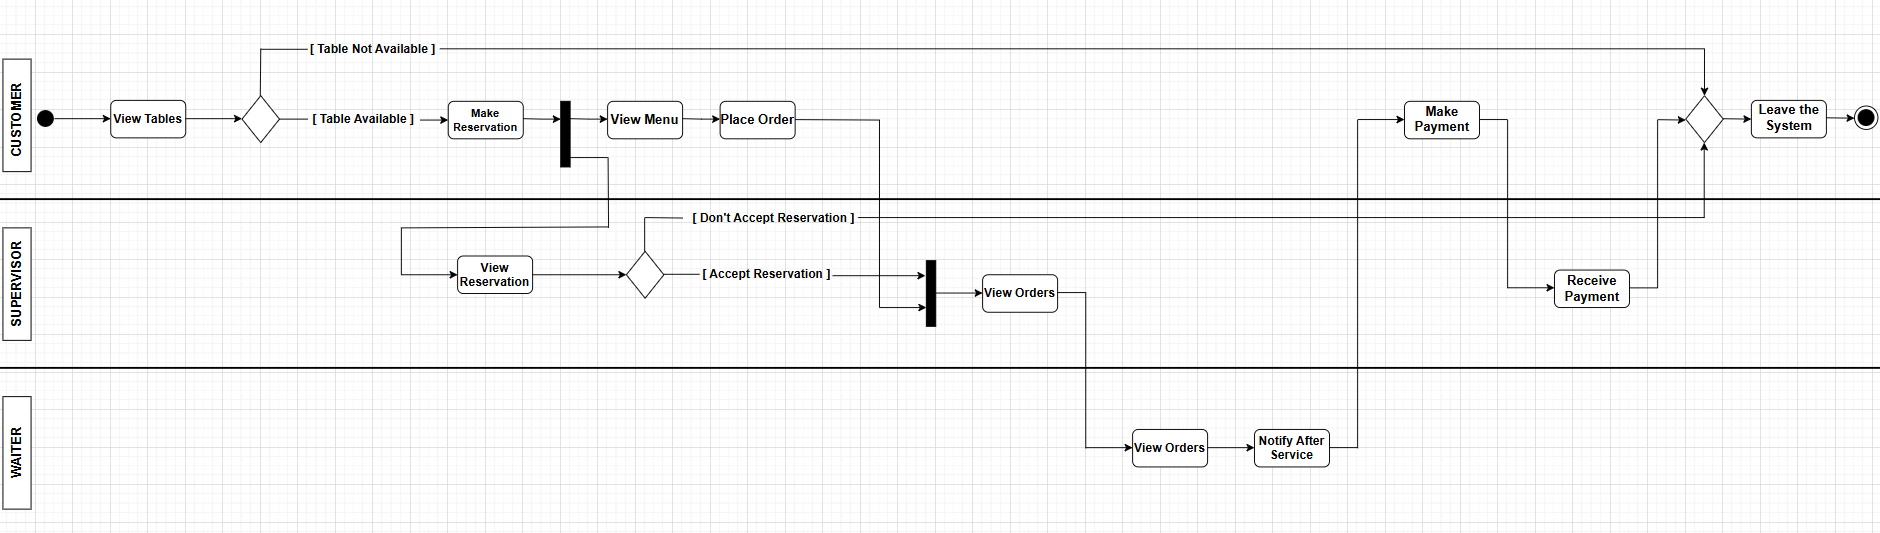 [ Table Not Available ]
CUSTOMER
View Tables
[ Table Available ]
Make
Reservation
View Menu
Place Order
Make
Payment
Leave the
System
SUPERVISOR
[ Don't Accept Reservation ]
View
Reservation
[ Accept Reservation ]
View Orders
Receive
Payment
WAITER
View Orders
Notify After
Service